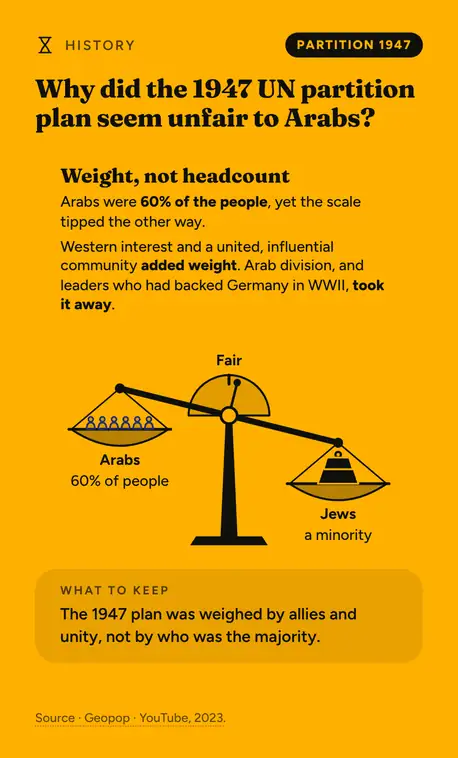 HISTORY
PARTITION 1947
Why did the 1947 UN partition
plan seem unfair to Arabs?
Weight, not headcount
Arabs were 60% of the people, yet the scale
tipped the other way.
Western interest and a united, influential
community added weight. Arab division, and
leaders who had backed Germany in WWII, took
it away.
Fair
Arabs
60% of people
Jews
a minority
WHAT TO KEEP
The 1947 plan was weighed by allies and
unity, not by who was the majority.
Source · Geopop · YouTube, 2023.